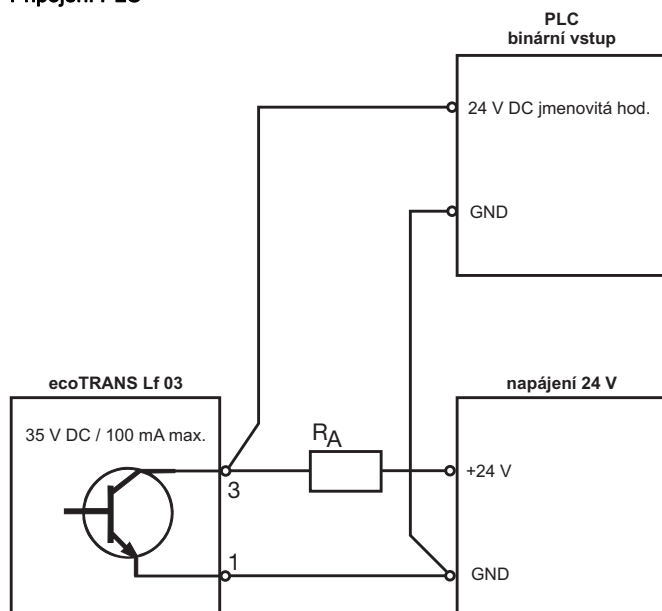 PLC
binární vstup
24 V DC jmenovitá hod.
GND
ecoTRANS Lf 03
napájení 24 V
35 V DC / 100 mA max.
RA
+24 V
3
1
GND